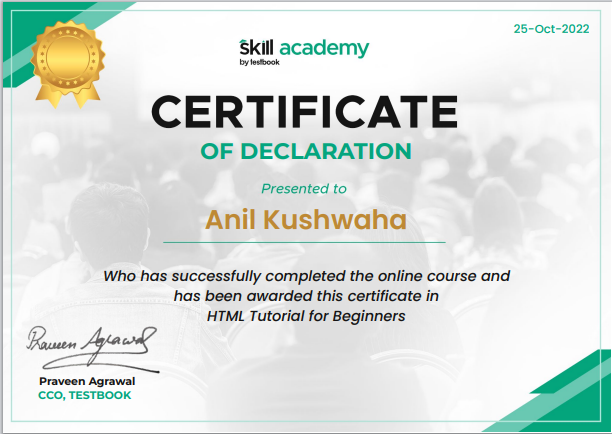 25-Oct-2022
skill academy
by testbook
CERTIFICATE
OF DECLARATION
Presented to
Anil Kushwaha
Who has successfully completed the online course and
has been awarded this certificate in
HTML Tutorial for Beginners
Praveen Agrawal
Praveen Agrawal
CCO, TESTBOOK